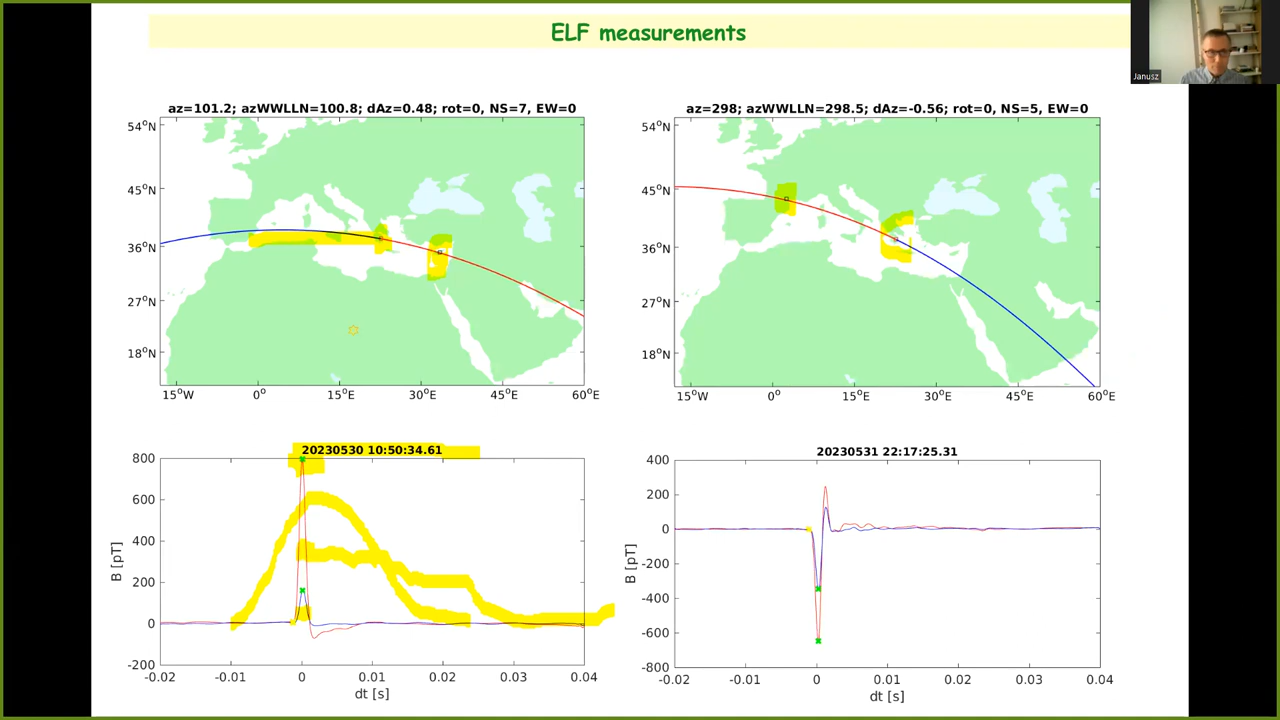 ELF measurements
Janusz
az=101.2; azWWLLN=100.8; dAz=0.48; rot=0, NS=7, EW=0
54°N
45°N
36°N
27°N
18°N
15°W 0° 15°E 30°E 45°E 60°E
az=298; azWWLLN=298.5; dAz=-0.56; rot=0, NS=5, EW=0
54°N
45°N
36°N
27°N
18°N
15°W 0° 15°E 30°E 45°E 60°E
20230530 10:50:34.61
800
600
400
200
0
-200
B [pT]
-0.02 -0.01 0 0.01 0.02 0.03 0.04
dt [s]
20230531 22:17:25.31
400
200
0
-200
-400
-600
-800
B [pT]
-0.02 -0.01 0 0.01 0.02 0.03 0.04
dt [s]